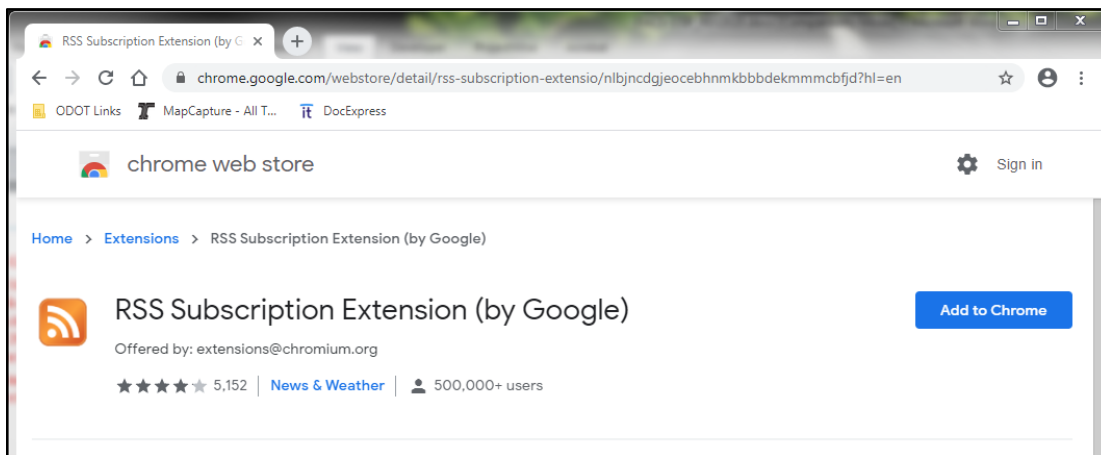 RSS Subscription Extension (by G
chrome.google.com/webstore/detail/rss-subscription-extensio/nlbjncdgjeocebhnmkbbbdekmmmcbfjd?hl=en
ODOT Links MapCapture - All T... it DocExpress
chrome web store Sign in
Home > Extensions > RSS Subscription Extension (by Google)
RSS Subscription Extension (by Google) Add to Chrome
Offered by: extensions@chromium.org
5,152 News & Weather 500,000+ users